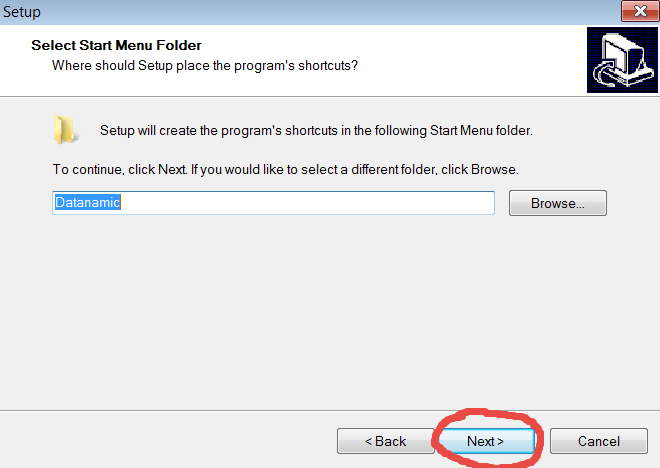 Setup
Select Start Menu Folder
Where should Setup place the program's shortcuts?
Setup will create the program's shortcuts in the following Start Menu folder.
To continue, click Next. If you would like to select a different folder, click Browse.
Datanamic
Browse...
< Back
Next >
Cancel